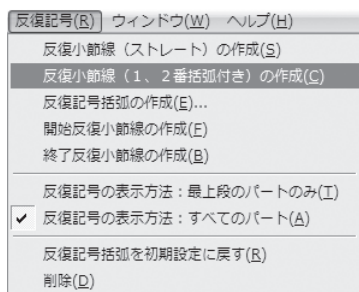 反復記号(R) ウィンドウ(W) ヘルプ(H)
反復小節線（ストレート）の作成(S)
反復小節線（１、２番括弧付き）の作成(C)
反復記号括弧の作成(E)...
開始反復小節線の作成(F)
終了反復小節線の作成(B)
反復記号の表示方法：最上段のパートのみ(T)
反復記号の表示方法：すべてのパート(A)
反復記号括弧を初期設定に戻す(R)
削除(D)